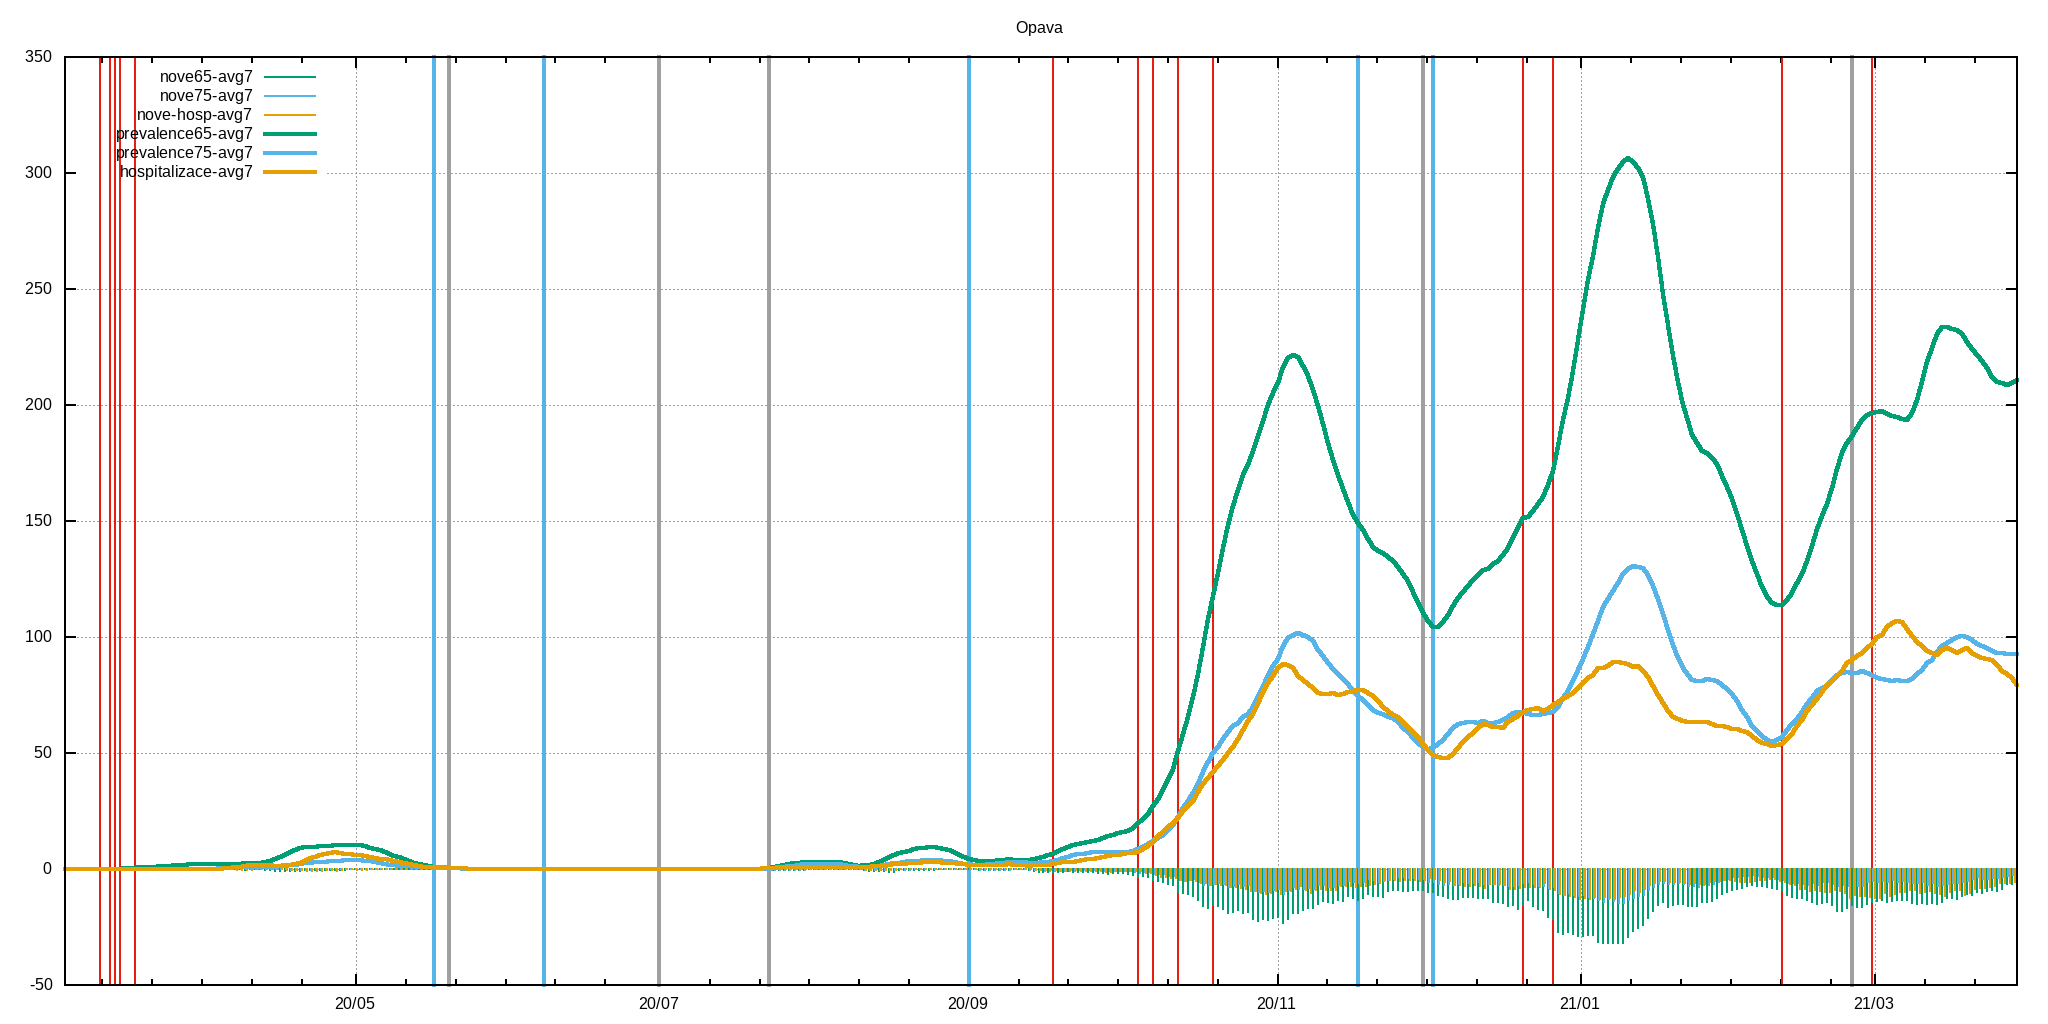 Opava
350
300
250
200
150
100
50
0
-50
nove65-avg7
nove75-avg7
nove-hosp-avg7
prevalence65-avg7
prevalence75-avg7
hospitalizace-avg7
20/05
20/07
20/09
20/11
21/01
21/03